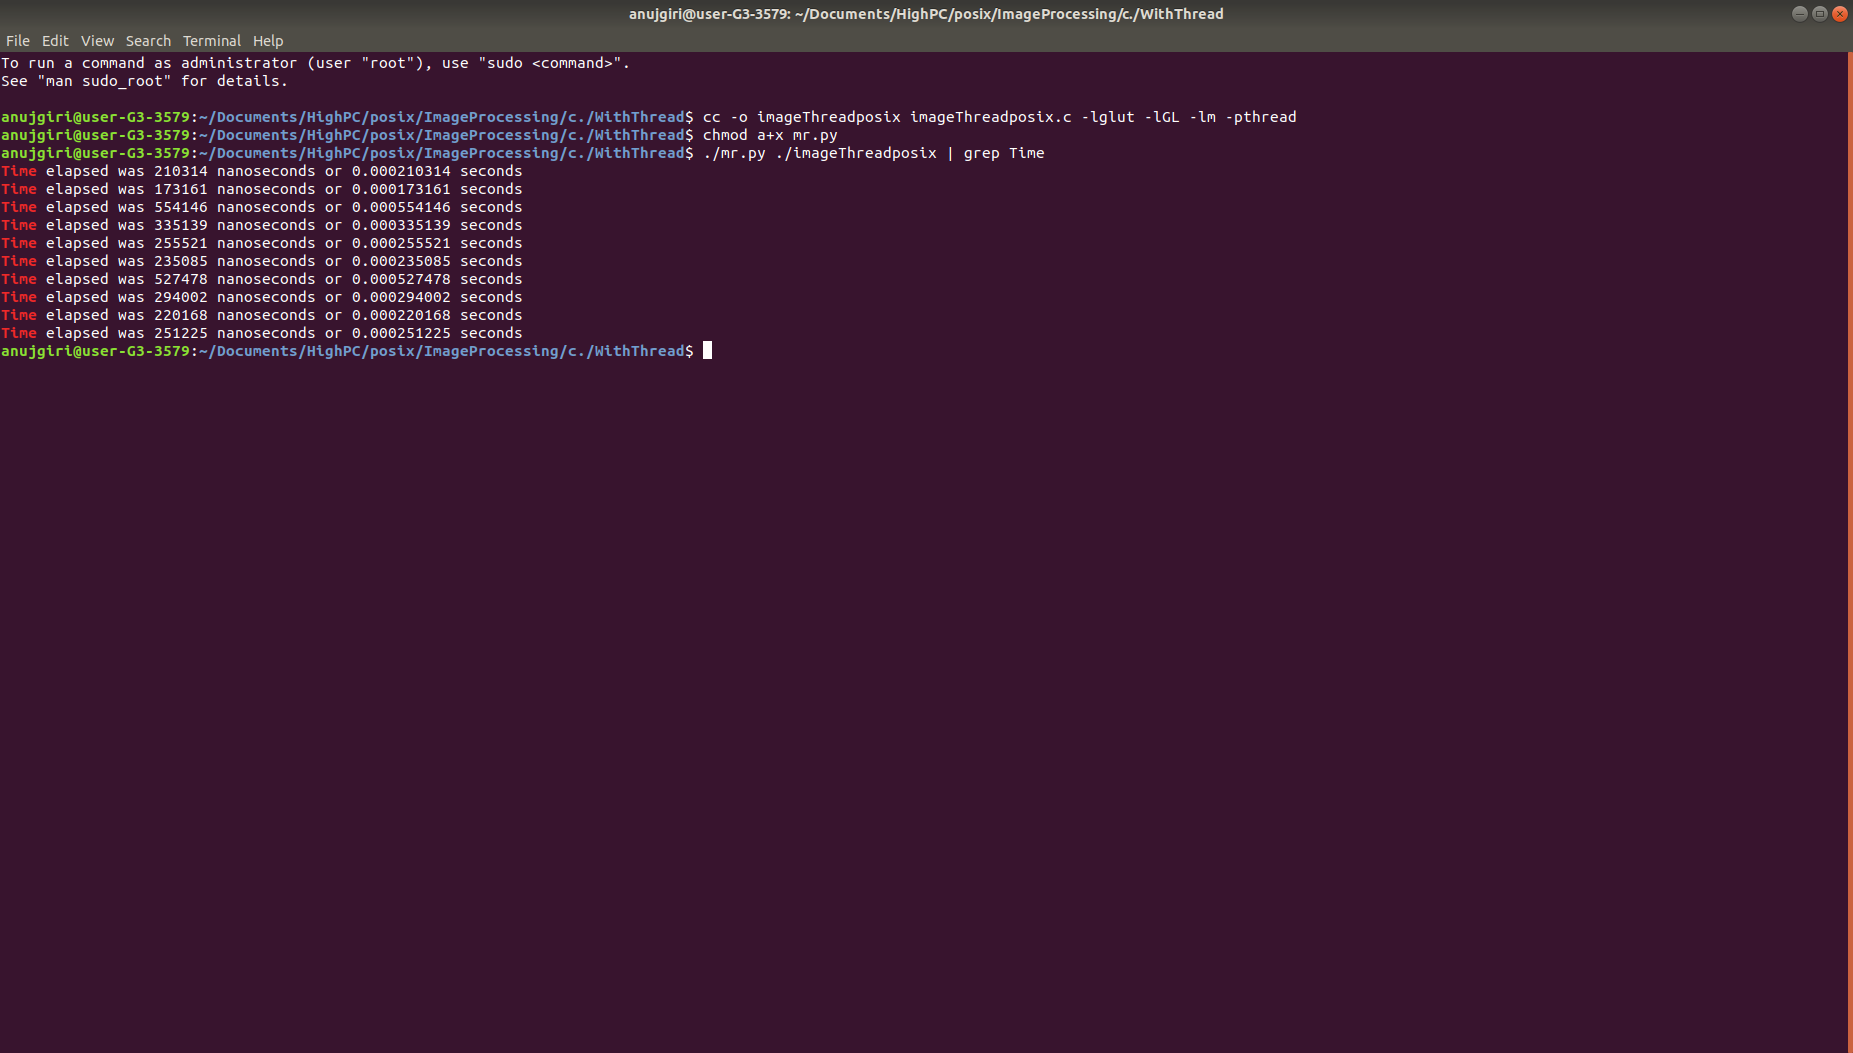 anujgiri@user-G3-3579: ~/Documents/HighPC/posix/ImageProcessing/c./WithThread
File Edit View Search Terminal Help
To run a command as administrator (user "root"), use "sudo <command>".
See "man sudo_root" for details.
anujgiri@user-G3-3579:~/Documents/HighPC/posix/ImageProcessing/c./WithThread$ cc -o imageThreadposix imageThreadposix.c -lglut -lGL -lm -pthread
anujgiri@user-G3-3579:~/Documents/HighPC/posix/ImageProcessing/c./WithThread$ chmod a+x mr.py
anujgiri@user-G3-3579:~/Documents/HighPC/posix/ImageProcessing/c./WithThread$ ./mr.py ./imageThreadposix | grep Time
Time elapsed was 210314 nanoseconds or 0.000210314 seconds
Time elapsed was 173161 nanoseconds or 0.000173161 seconds
Time elapsed was 554146 nanoseconds or 0.000554146 seconds
Time elapsed was 335139 nanoseconds or 0.000335139 seconds
Time elapsed was 255521 nanoseconds or 0.000255521 seconds
Time elapsed was 235085 nanoseconds or 0.000235085 seconds
Time elapsed was 527478 nanoseconds or 0.000527478 seconds
Time elapsed was 294002 nanoseconds or 0.000294002 seconds
Time elapsed was 220168 nanoseconds or 0.000220168 seconds
Time elapsed was 251225 nanoseconds or 0.000251225 seconds
anujgiri@user-G3-3579:~/Documents/HighPC/posix/ImageProcessing/c./WithThread$